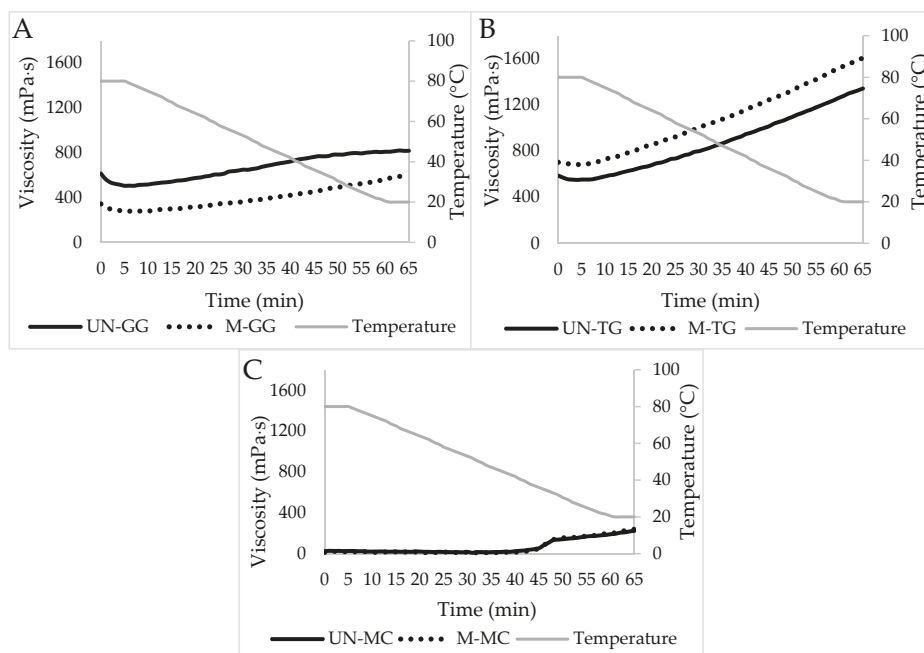 A
Viscosity (mPa·s)
1600
1200
800
400
0
100
80
60
40
20
0
Temperature (°C)
0 5 10 15 20 25 30 35 40 45 50 55 60 65
Time (min)
UN-GG M-GG Temperature
B
Viscosity (mPa·s)
1600
1200
800
400
0
100
80
60
40
20
0
Temperature (°C)
0 5 10 15 20 25 30 35 40 45 50 55 60 65
Time (min)
UN-TG M-TG Temperature
C
Viscosity (mPa·s)
1600
1200
800
400
0
100
80
60
40
20
0
Temperature (°C)
0 5 10 15 20 25 30 35 40 45 50 55 60 65
Time (min)
UN-MC M-MC Temperature